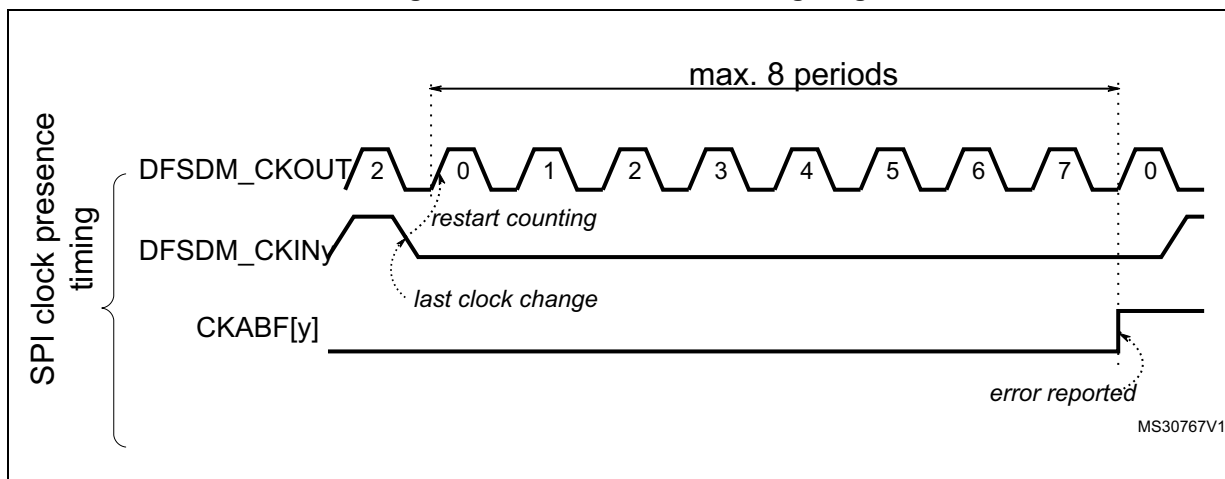 max. 8 periods
SPI clock presence
timing
DFSDM_CKOUT
2 0 1 2 3 4 5 6 7 0
restart counting
DFSDM_CKINy
last clock change
CKABF[y]
error reported
MS30767V1